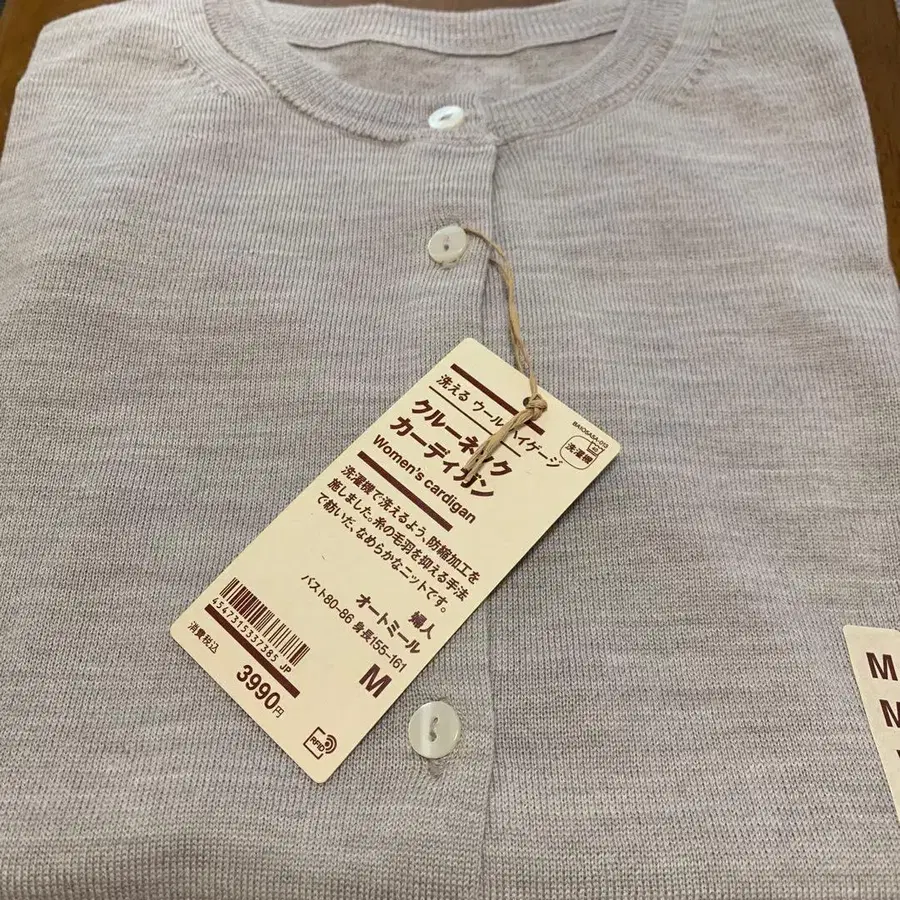 BA1OSA5A-013
洗える ウール ハイゲージ
洗濯機
クルーネック
カーディガン
Women's cardigan
洗濯機で洗えるよう、防縮加工を
施しました。糸の毛羽を抑える手法
で紡いだ、なめらかなニットです。
婦人
オートミール
バスト80-86 身長155-161
M
4547315337385 JP
消費税込
3990円
RFID
M
M